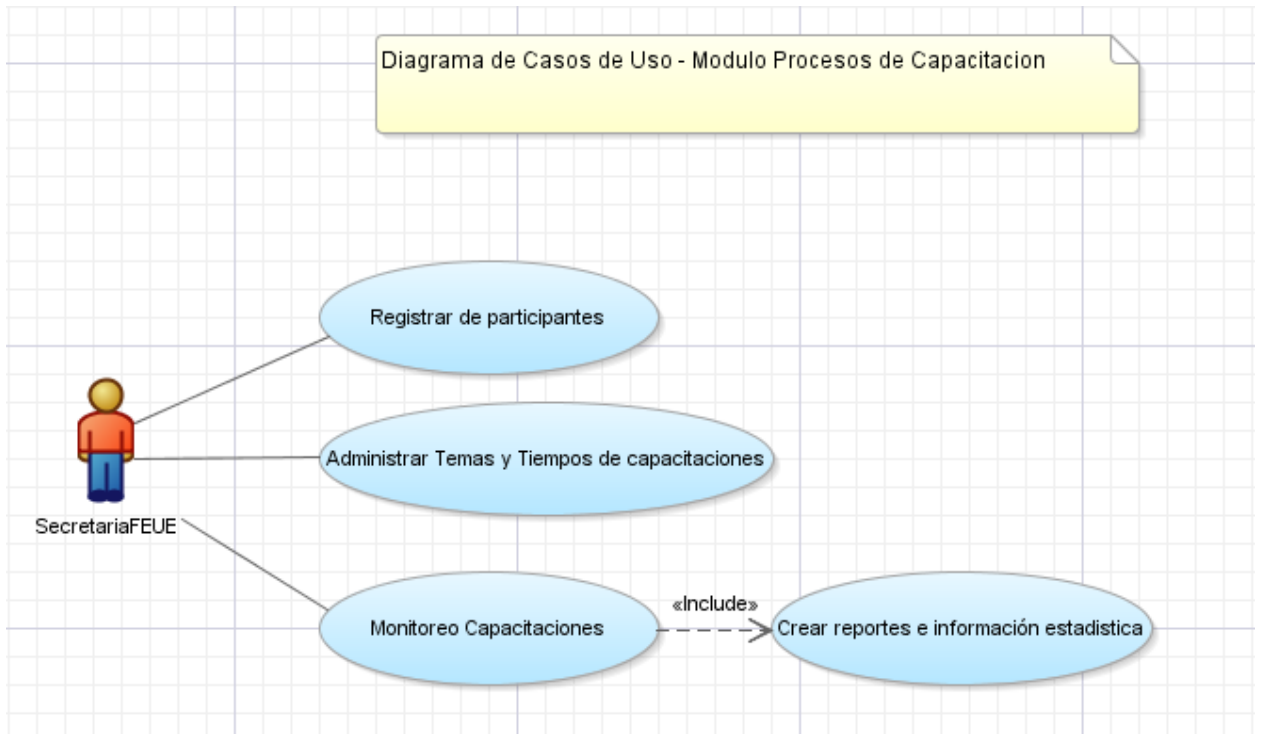 Diagrama de Casos de Uso - Modulo Procesos de Capacitacion
Registrar de participantes
Administrar Temas y Tiempos de capacitaciones
SecretariaFEUE
«Include»
Monitoreo Capacitaciones
Crear reportes e información estadistica